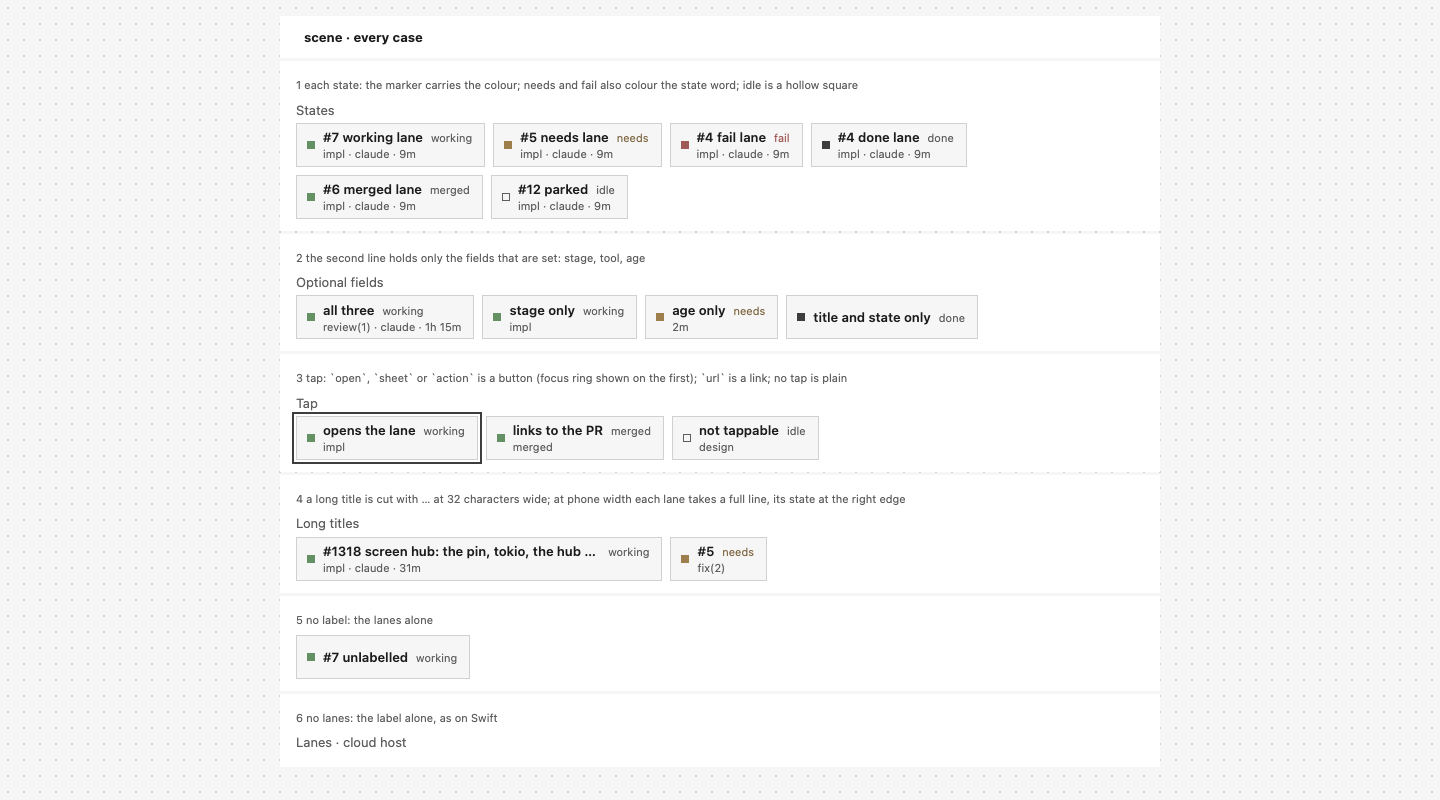 scene · every case
1 each state: the marker carries the colour; needs and fail also colour the state word; idle is a hollow square
States
#7 working lane working
impl · claude · 9m
#5 needs lane needs
impl · claude · 9m
#4 fail lane fail
impl · claude · 9m
#4 done lane done
impl · claude · 9m
#6 merged lane merged
impl · claude · 9m
#12 parked idle
impl · claude · 9m
2 the second line holds only the fields that are set: stage, tool, age
Optional fields
all three working
review(1) · claude · 1h 15m
stage only working
impl
age only needs
2m
title and state only done
3 tap: `open`, `sheet` or `action` is a button (focus ring shown on the first); `url` is a link; no tap is plain
Tap
opens the lane working
impl
links to the PR merged
merged
not tappable idle
design
4 a long title is cut with … at 32 characters wide; at phone width each lane takes a full line, its state at the right edge
Long titles
#1318 screen hub: the pin, tokio, the hub … working
impl · claude · 31m
#5 needs
fix(2)
5 no label: the lanes alone
#7 unlabelled working
6 no lanes: the label alone, as on Swift
Lanes · cloud host